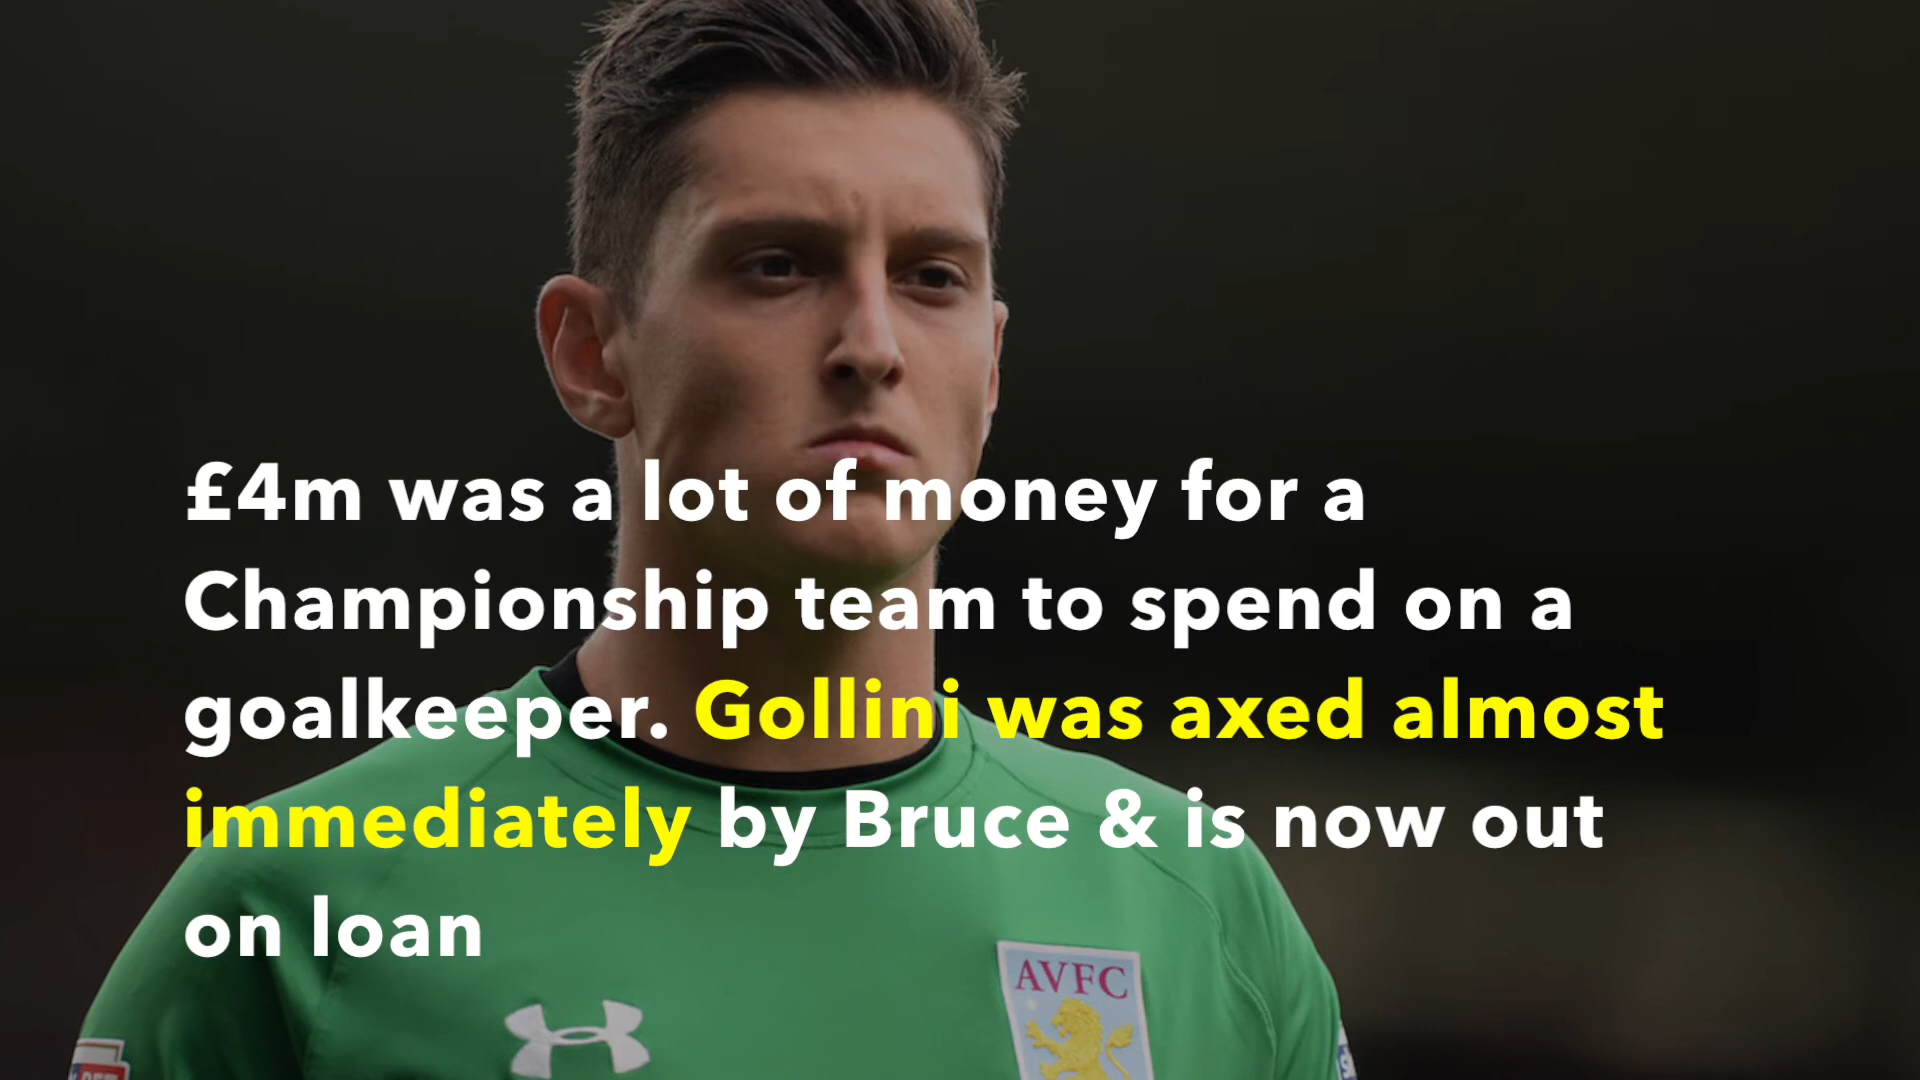 £4m was a lot of money for a
Championship team to spend on a
goalkeeper. Gollini was axed almost
immediately by Bruce & is now out
on loan
AVFC